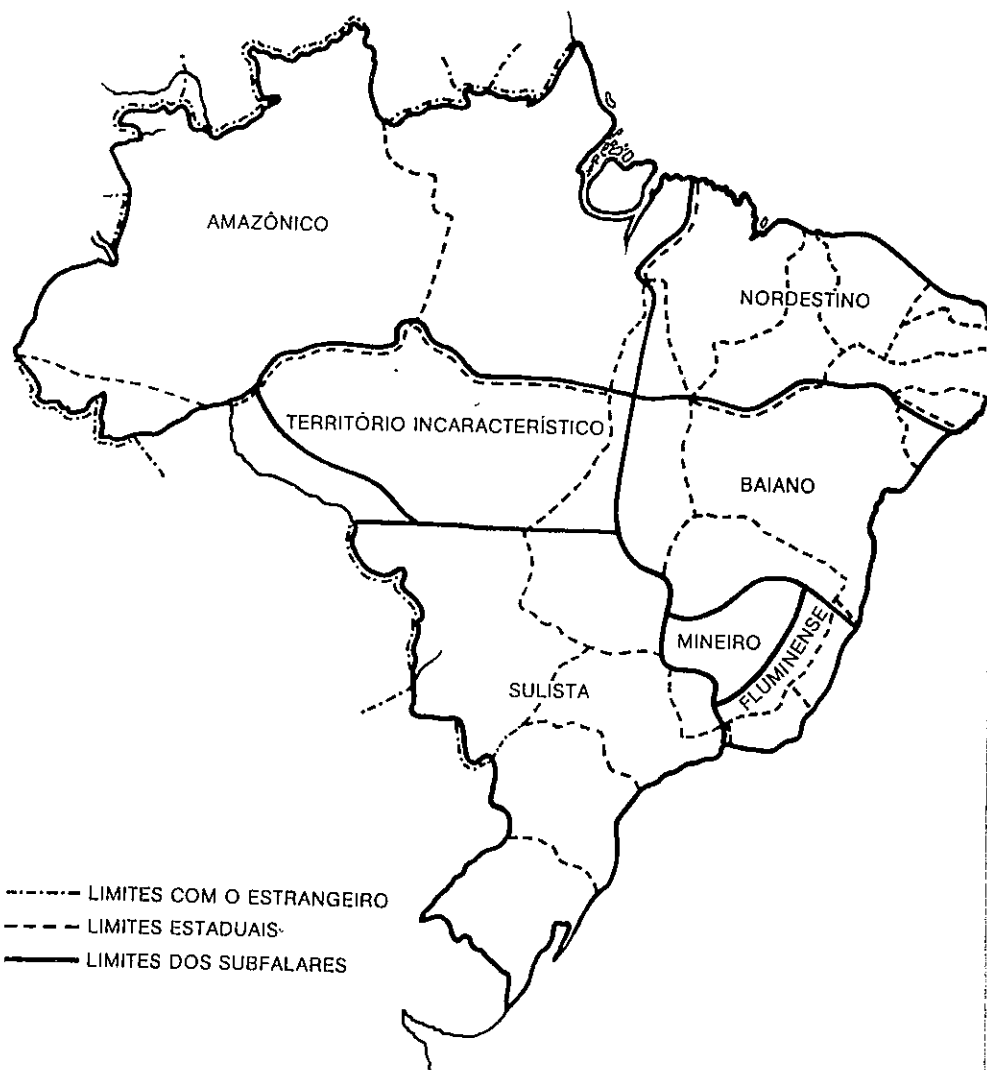 AMAZÔNICO
NORDESTINO
TERRITÓRIO INCARACTERÍSTICO
BAIANO
MINEIRO
FLUMINENSE
SULISTA
LIMITES COM O ESTRANGEIRO
LIMITES ESTADUAIS
LIMITES DOS SUBFALARES